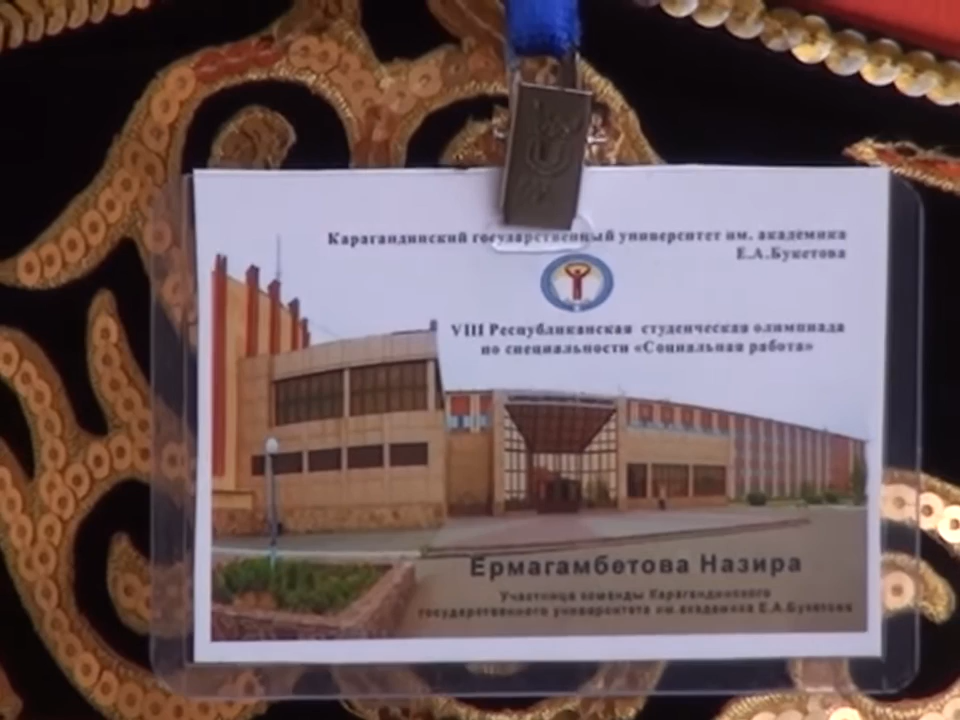 Карагандинский государственный университет им. академика
Е.А.Букетова
VIII Республиканская студенческая олимпиада
по специальности «Социальная работа»
Ермагамбетова Назира
Участница команды Карагандинского
государственного университета им.академика Е.А.Букетова